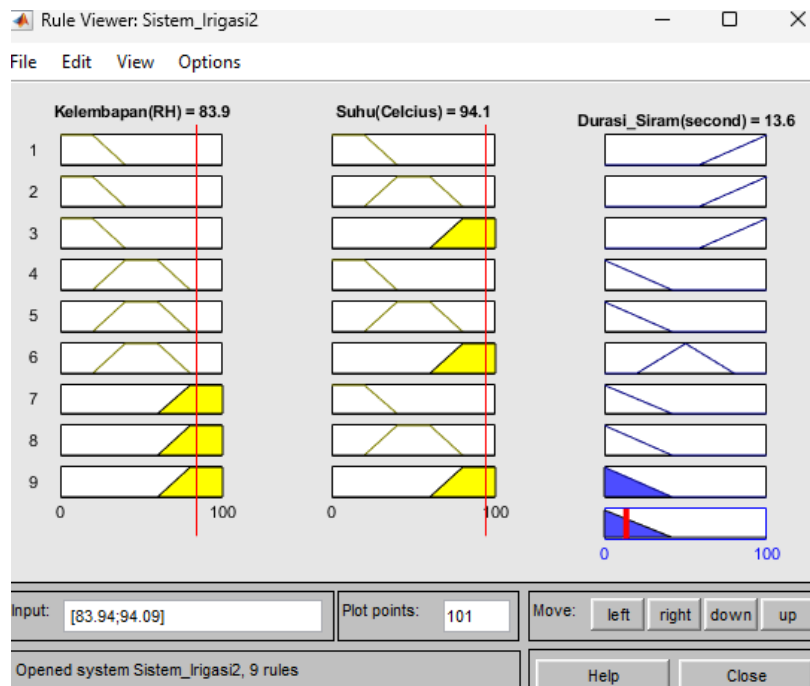 Rule Viewer: Sistem_Irigasi2
File Edit View Options
Kelembapan(RH) = 83.9
Suhu(Celcius) = 94.1
Durasi_Siram(second) = 13.6
1
2
3
4
5
6
7
8
9
0 100
0 100
0 100
Input: [83.94;94.09]
Plot points: 101
Move: left right down up
Opened system Sistem_Irigasi2, 9 rules
Help Close